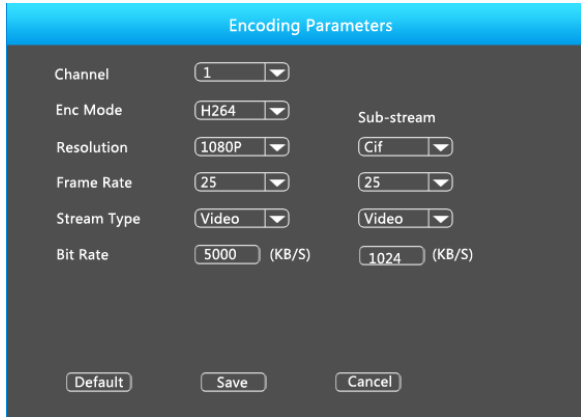 Encoding Parameters
Channel 1
Enc Mode H264
Sub-stream
Resolution 1080P Cif
Frame Rate 25 25
Stream Type Video Video
Bit Rate 5000 (KB/S) 1024 (KB/S)
Default Save Cancel